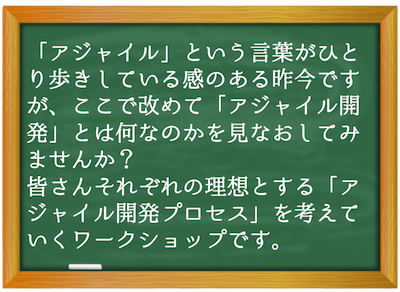 「アジャイル」という言葉がひと
り歩きしている感のある昨今です
が、ここで改めて「アジャイル開
発」とは何なのかを見なおしてみ
ませんか？
皆さんそれぞれの理想とする「ア
ジャイル開発プロセス」を考えて
いくワークショップです。